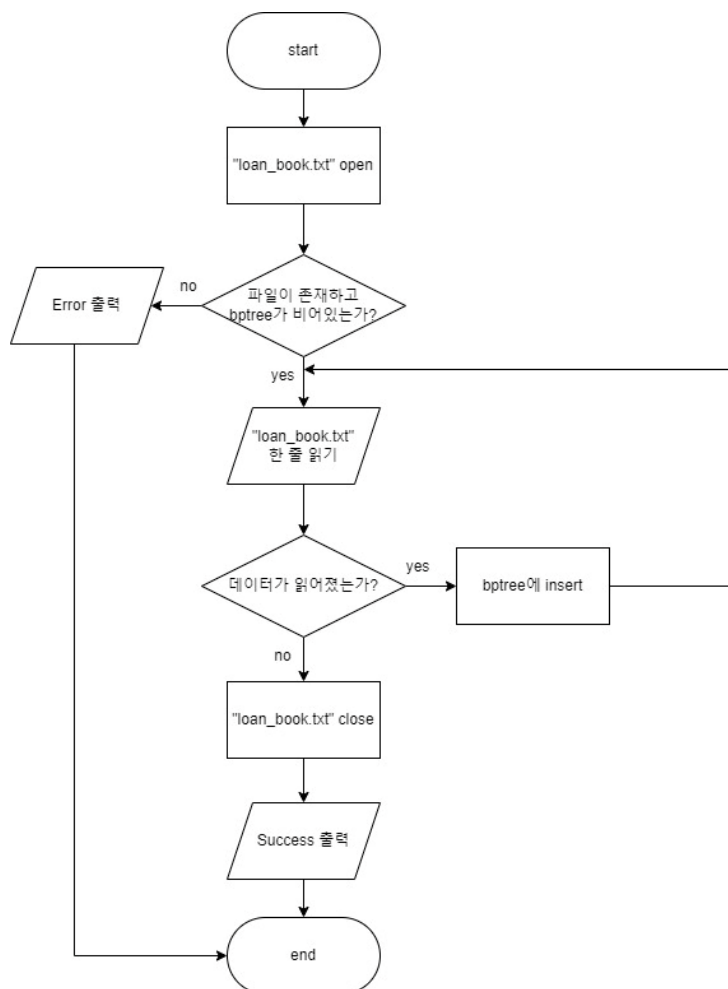 start
"loan_book.txt" open
파일이 존재하고
bptree가 비어있는가?
no
Error 출력
yes
"loan_book.txt"
한 줄 읽기
데이터가 읽어졌는가?
yes
bptree에 insert
no
"loan_book.txt" close
Success 출력
end